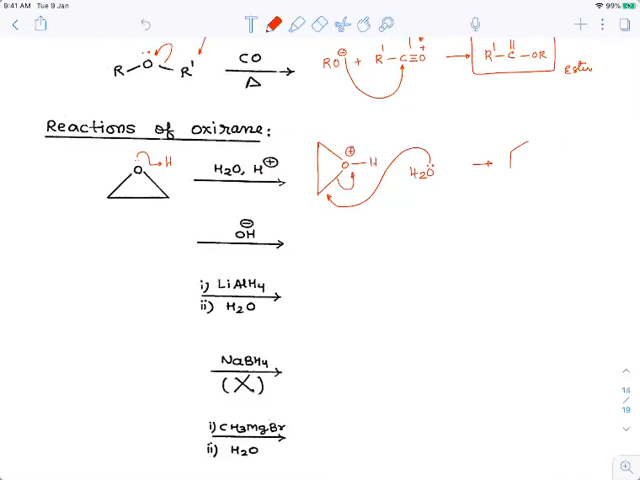 9:41 AM Tue 9 Jan
99%
R-O-R' CO Δ → RO⊖ + R'-C≡O+ → R'-C-OR
Ester
Reactions of oxirane:
O H H2O, H⊕ → O⊕-H H2O →
⊖OH →
i) LiAlH4
ii) H2O
NaBH4
(X)
i) CH3MgBr
ii) H2O
14
/
19